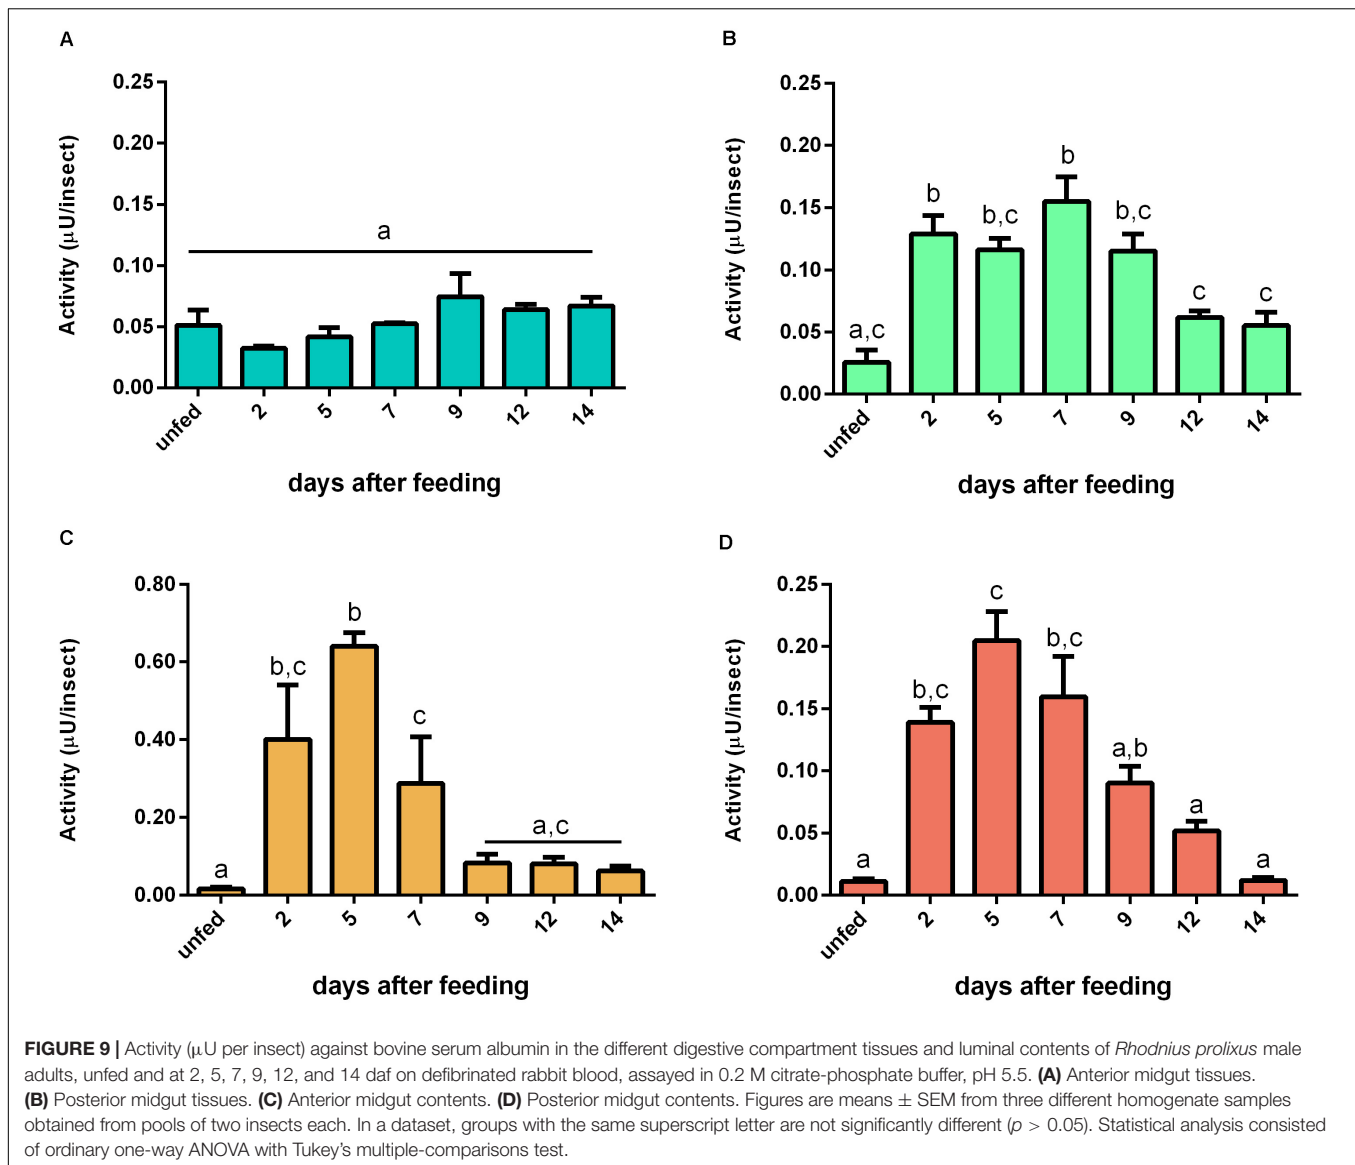 A
0.25
0.20
0.15
0.10
0.05
0.00
Activity (μU/insect)
a
unfed
2
5
7
9
12
14
days after feeding
B
0.25
0.20
0.15
0.10
0.05
0.00
Activity (μU/insect)
a,c
b
b,c
b
b,c
c
c
unfed
2
5
7
9
12
14
days after feeding
C
0.80
0.60
0.40
0.20
0.00
Activity (μU/insect)
a
b,c
b
c
a,c
unfed
2
5
7
9
12
14
days after feeding
D
0.25
0.20
0.15
0.10
0.05
0.00
Activity (μU/insect)
a
b,c
c
b,c
a,b
a
a
unfed
2
5
7
9
12
14
days after feeding
FIGURE 9 | Activity (μU per insect) against bovine serum albumin in the different digestive compartment tissues and luminal contents of Rhodnius prolixus male
adults, unfed and at 2, 5, 7, 9, 12, and 14 daf on defibrinated rabbit blood, assayed in 0.2 M citrate-phosphate buffer, pH 5.5. (A) Anterior midgut tissues.
(B) Posterior midgut tissues. (C) Anterior midgut contents. (D) Posterior midgut contents. Figures are means ± SEM from three different homogenate samples
obtained from pools of two insects each. In a dataset, groups with the same superscript letter are not significantly different (p > 0.05). Statistical analysis consisted
of ordinary one-way ANOVA with Tukey's multiple-comparisons test.